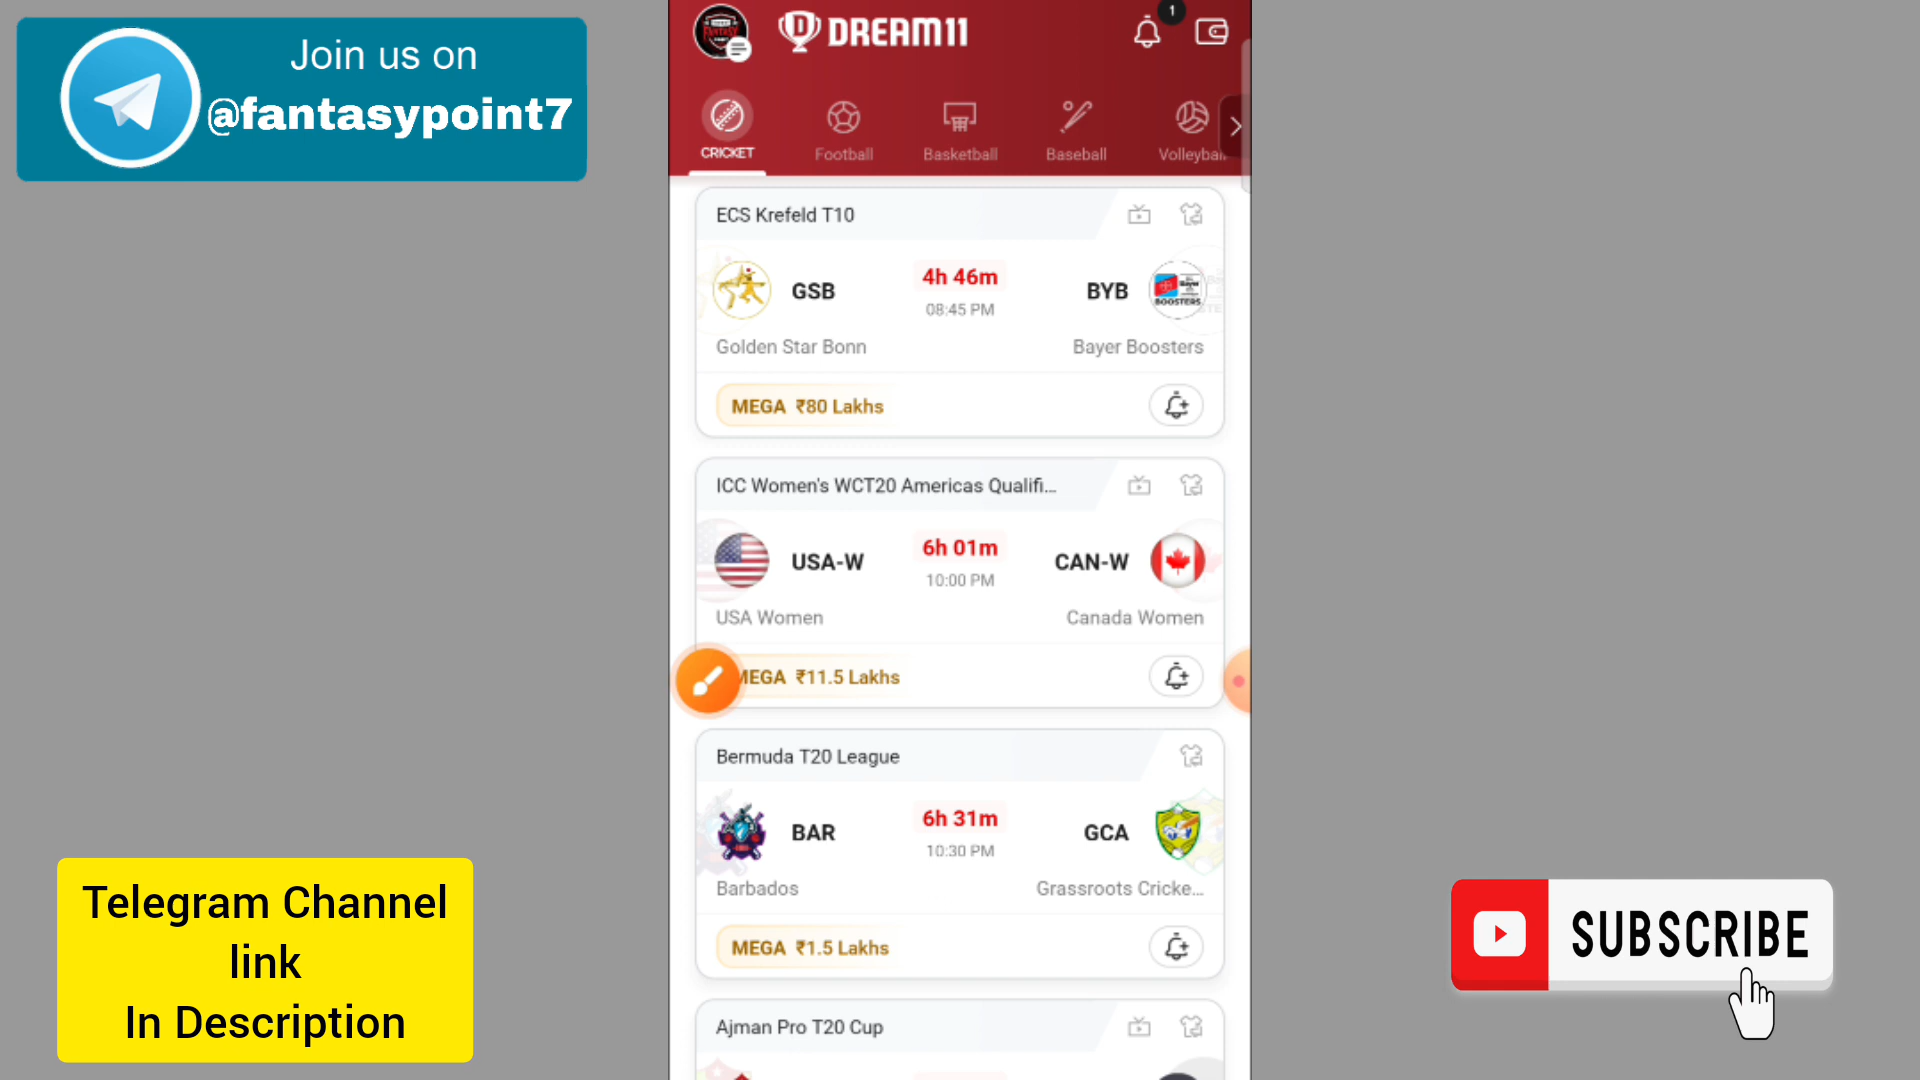 Join us on
@fantasypoint7
DREAM11
1
CRICKET
Football
Basketball
Baseball
Volleyball
ECS Krefeld T10
GSB
4h 46m
08:45 PM
BYB
Golden Star Bonn
Bayer Boosters
MEGA ₹80 Lakhs
ICC Women's WCT20 Americas Qualifi...
USA-W
6h 01m
10:00 PM
CAN-W
USA Women
Canada Women
MEGA ₹11.5 Lakhs
Bermuda T20 League
BAR
6h 31m
10:30 PM
GCA
Barbados
Grassroots Cricke...
MEGA ₹1.5 Lakhs
Ajman Pro T20 Cup
Telegram Channel
link
In Description
SUBSCRIBE